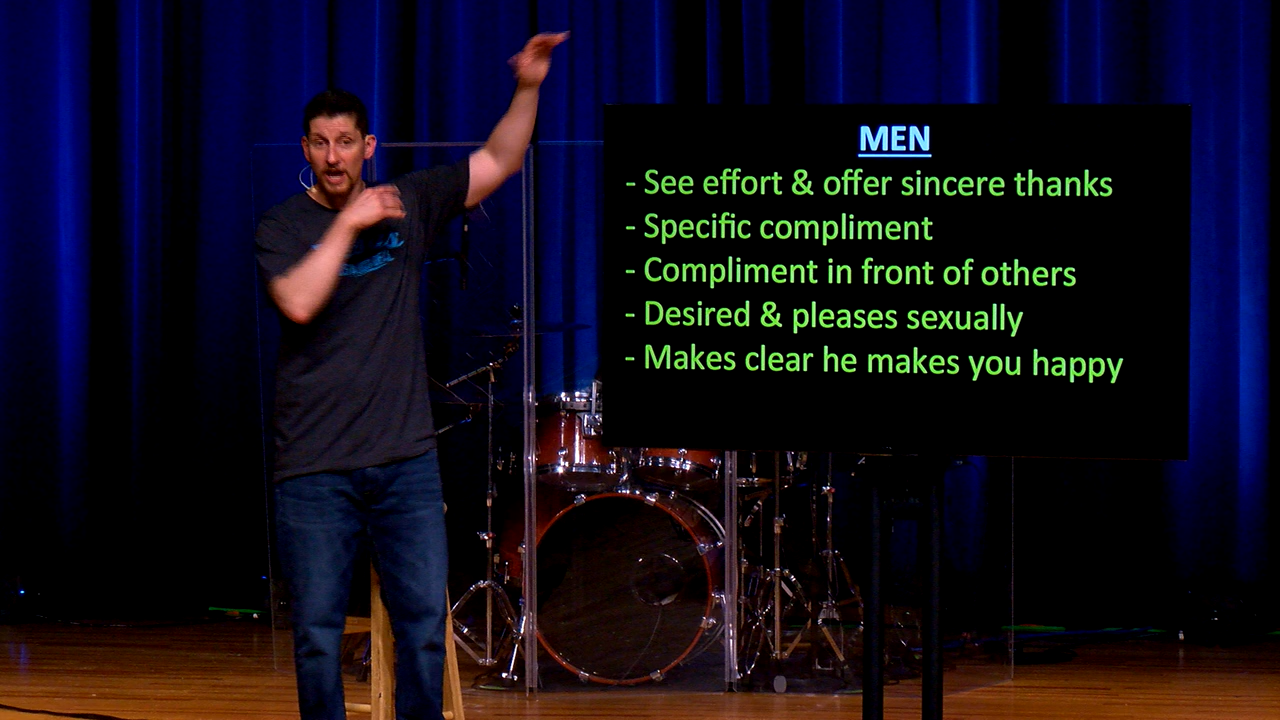 MEN
- See effort & offer sincere thanks
- Specific compliment
- Compliment in front of others
- Desired & pleases sexually
- Makes clear he makes you happy